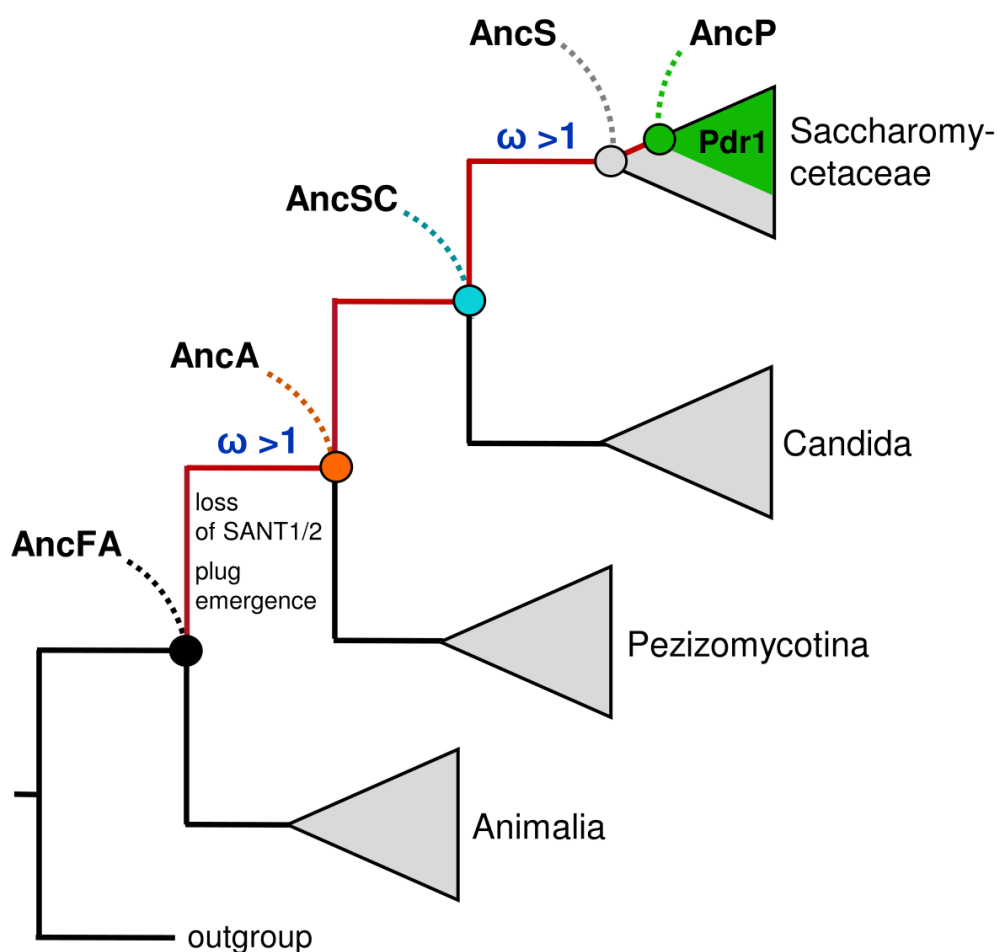 AncS
AncP
ω >1
Pdr1
Saccharomy-
cetaceae
AncSC
AncA
Candida
ω >1
loss
of SANT1/2
AncFA
plug
emergence
Pezizomycotina
Animalia
outgroup